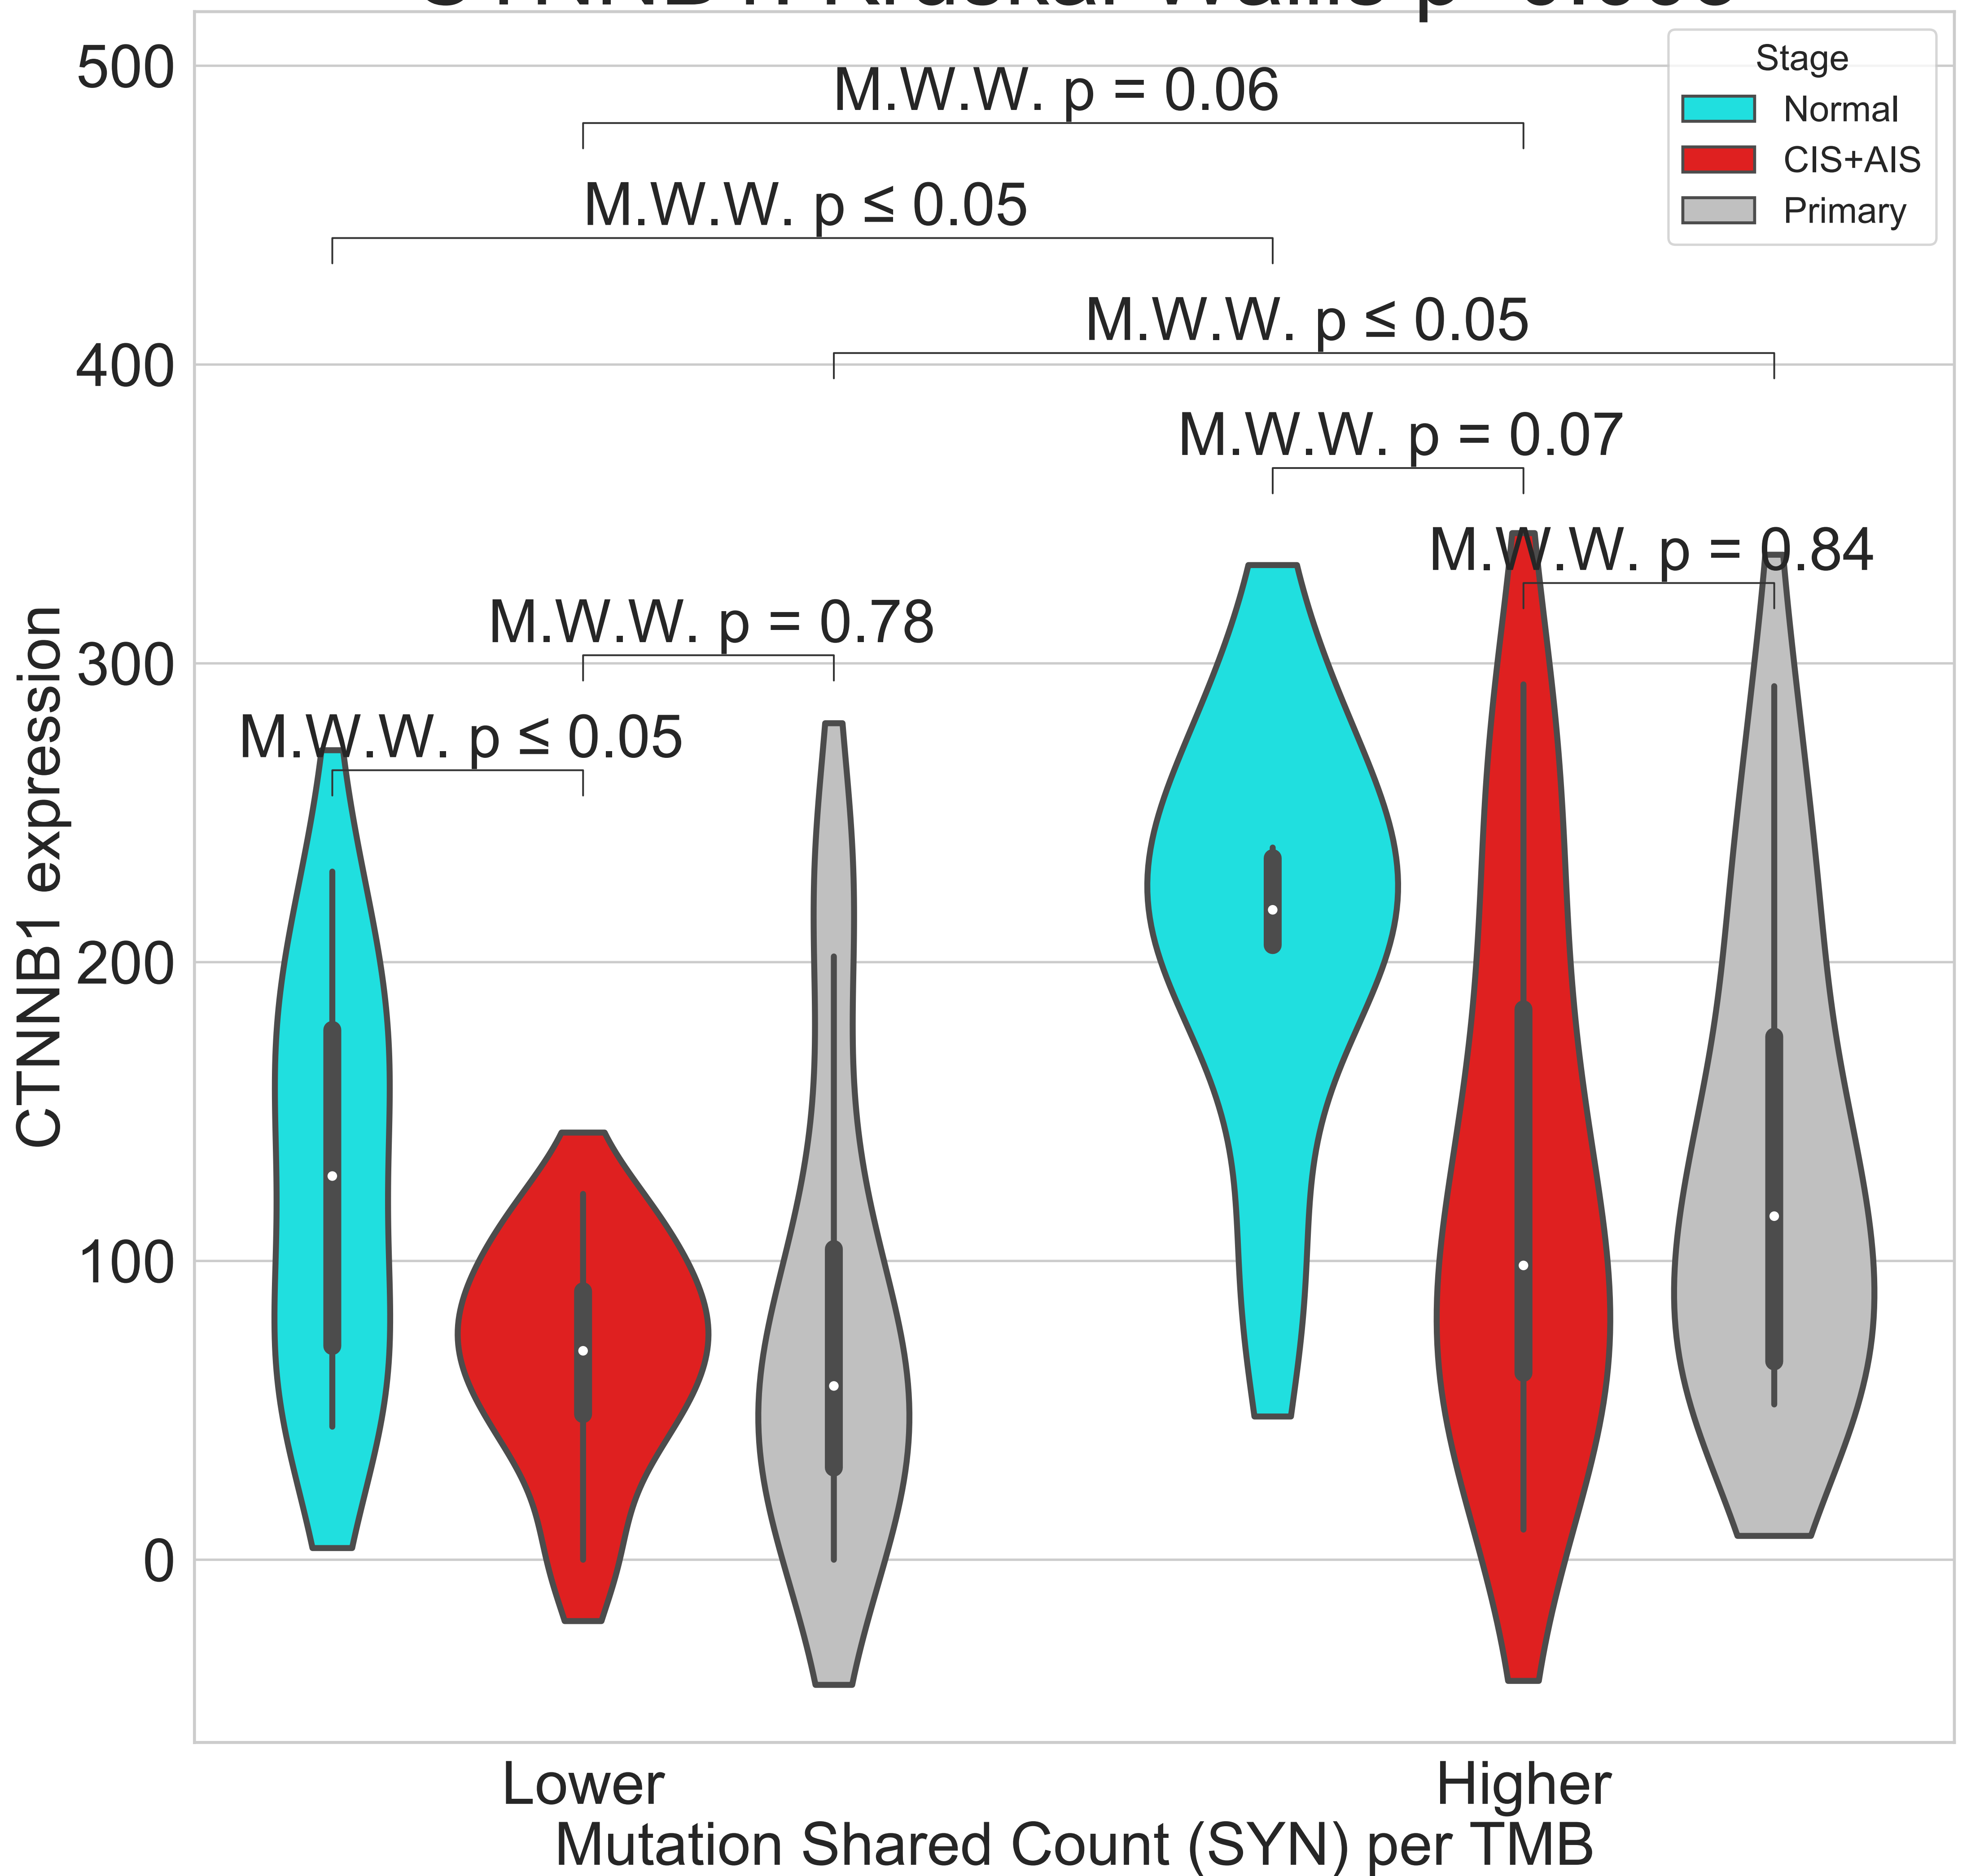 500
Stage
Normal
CIS+AIS
Primary
M.W.W. p = 0.06
M.W.W. p ≤ 0.05
M.W.W. p ≤ 0.05
400
M.W.W. p = 0.07
M.W.W. p = 0.84
M.W.W. p = 0.78
300
M.W.W. p ≤ 0.05
CTNNB1 expression
200
100
0
Lower
Higher
Mutation Shared Count (SYN) per TMB